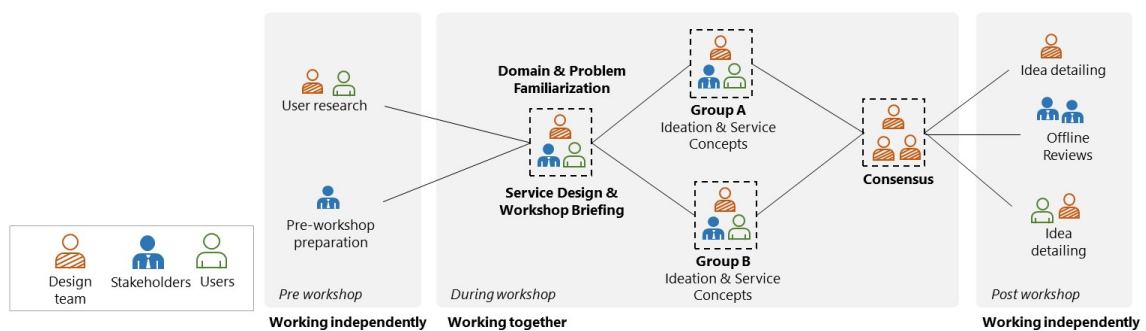 Design
team
Stakeholders
Users
User research
Pre-workshop
preparation
Pre workshop
Working independently
Domain & Problem
Familiarization
Service Design &
Workshop Briefing
Group A
Ideation & Service
Concepts
Group B
Ideation & Service
Concepts
Consensus
During workshop
Working together
Idea detailing
Offline
Reviews
Idea
detailing
Post workshop
Working independently